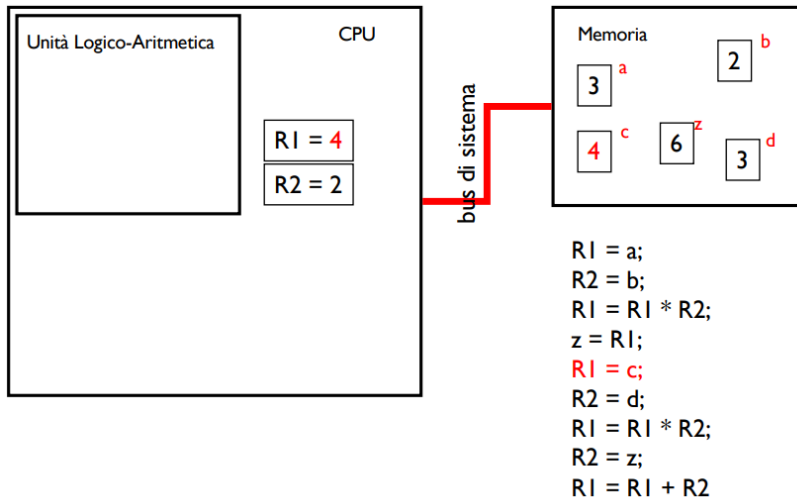 Unità Logico-Aritmetica
CPU
R1 = 4
R2 = 2
bus di sistema
Memoria
3 a
2 b
4 c
6 z
3 d
R1 = a;
R2 = b;
R1 = R1 * R2;
z = R1;
R1 = c;
R2 = d;
R1 = R1 * R2;
R2 = z;
R1 = R1 + R2